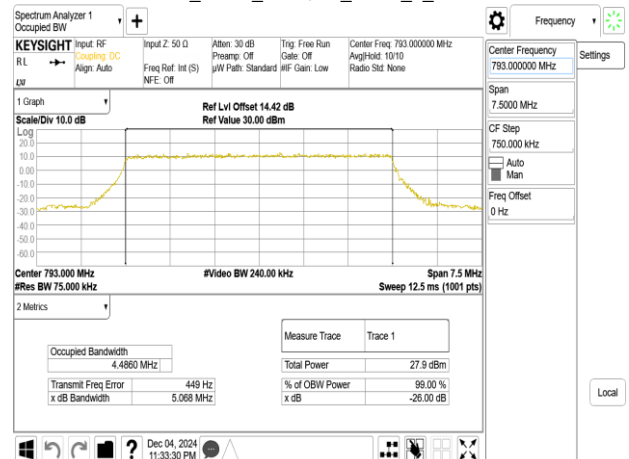 Spectrum Analyzer 1
Occupied BW
Frequency
KEYSIGHT
RL
LXI
Input: RF
Coupling: DC
Align: Auto
Input Z: 50 Ω
Freq Ref: Int (S)
NFE: Off
Atten: 30 dB
Preamp: Off
µW Path: Standard
Trig: Free Run
Gate: Off
#IF Gain: Low
Center Freq: 793.000000 MHz
Avg|Hold: 10/10
Radio Std: None
Center Frequency
793.000000 MHz
Settings
Span
7.5000 MHz
CF Step
750.000 kHz
Auto
Man
Freq Offset
0 Hz
Local
1 Graph
Scale/Div 10.0 dB
Ref Lvl Offset 14.42 dB
Ref Value 30.00 dBm
Log
20.0
10.0
0.00
-10.0
-20.0
-30.0
-40.0
-50.0
-60.0
Center 793.000 MHz
#Video BW 240.00 kHz
Span 7.5 MHz
#Res BW 75.000 kHz
Sweep 12.5 ms (1001 pts)
2 Metrics
Measure Trace Trace 1
Occupied Bandwidth
4.4860 MHz
Total Power 27.9 dBm
Transmit Freq Error 449 Hz
% of OBW Power 99.00 %
x dB Bandwidth 5.068 MHz
x dB -26.00 dB
?
Dec 04, 2024
11:33:30 PM